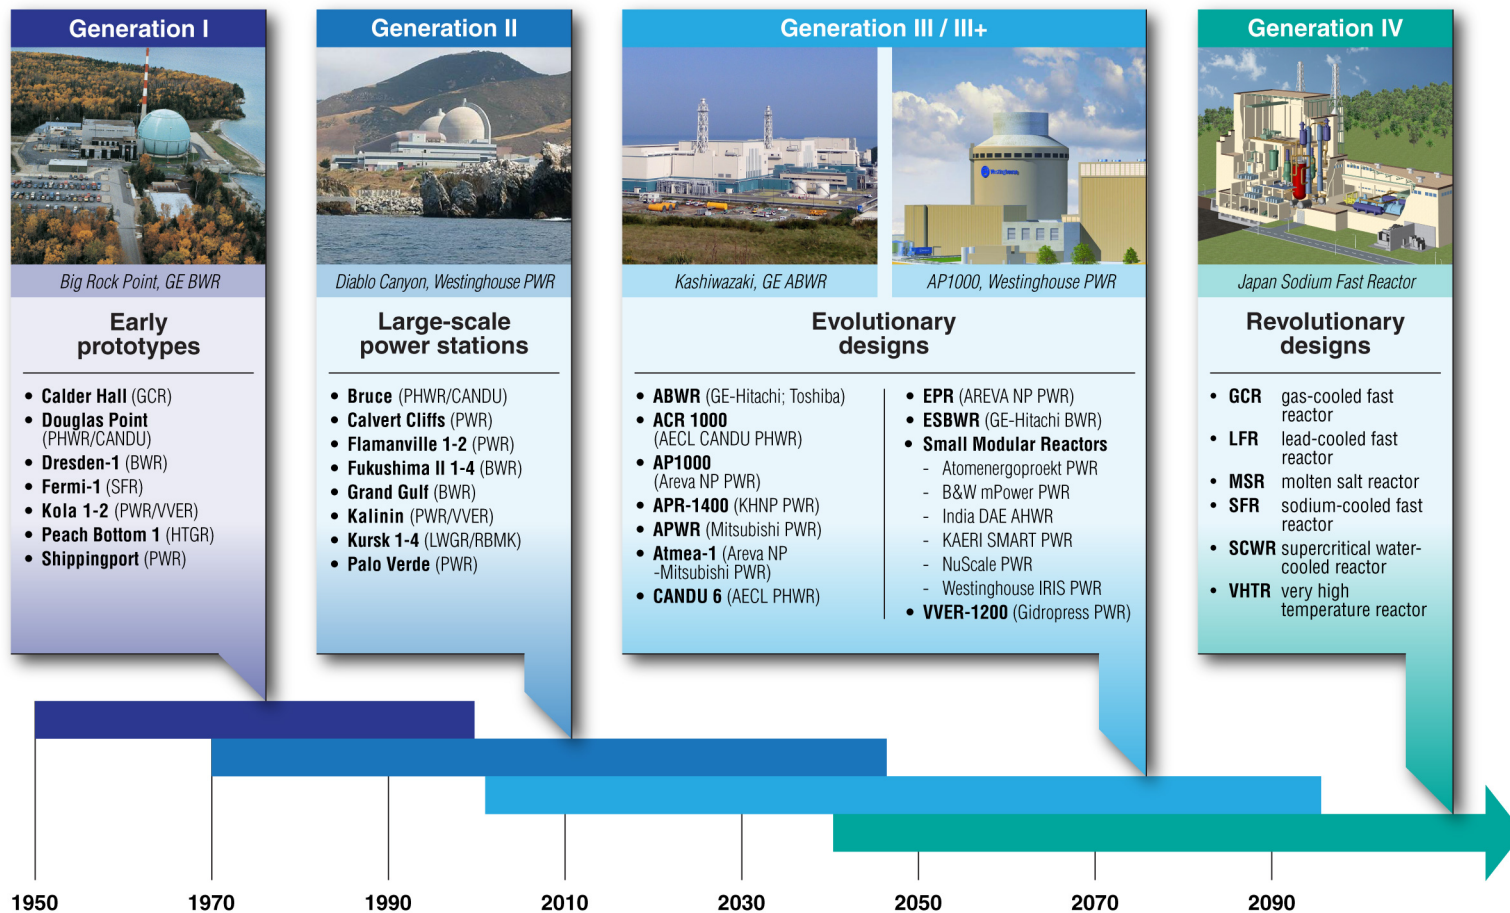 Generation I
Big Rock Point, GE BWR
Early
prototypes
• Calder Hall (GCR)
• Douglas Point
(PHWR/CANDU)
• Dresden-1 (BWR)
• Fermi-1 (SFR)
• Kola 1-2 (PWR/VVER)
• Peach Bottom 1 (HTGR)
• Shippingport (PWR)
Generation II
Diablo Canyon, Westinghouse PWR
Large-scale
power stations
• Bruce (PHWR/CANDU)
• Calvert Cliffs (PWR)
• Flamanville 1-2 (PWR)
• Fukushima II 1-4 (BWR)
• Grand Gulf (BWR)
• Kalinin (PWR/VVER)
• Kursk 1-4 (LWGR/RBMK)
• Palo Verde (PWR)
Generation III / III+
Westinghouse
Kashiwazaki, GE ABWR
AP1000, Westinghouse PWR
Evolutionary
designs
• ABWR (GE-Hitachi; Toshiba)
• ACR 1000
(AECL CANDU PHWR)
• AP1000
(Areva NP PWR)
• APR-1400 (KHNP PWR)
• APWR (Mitsubishi PWR)
• Atmea-1 (Areva NP
-Mitsubishi PWR)
• CANDU 6 (AECL PHWR)
• EPR (AREVA NP PWR)
• ESBWR (GE-Hitachi BWR)
• Small Modular Reactors
- Atomenergoproekt PWR
- B&W mPower PWR
- India DAE AHWR
- KAERI SMART PWR
- NuScale PWR
- Westinghouse IRIS PWR
• VVER-1200 (Gidropress PWR)
Generation IV
Japan Sodium Fast Reactor
Revolutionary
designs
• GCR gas-cooled fast
reactor
• LFR lead-cooled fast
reactor
• MSR molten salt reactor
• SFR sodium-cooled fast
reactor
• SCWR supercritical water-
cooled reactor
• VHTR very high
temperature reactor
1950 1970 1990 2010 2030 2050 2070 2090